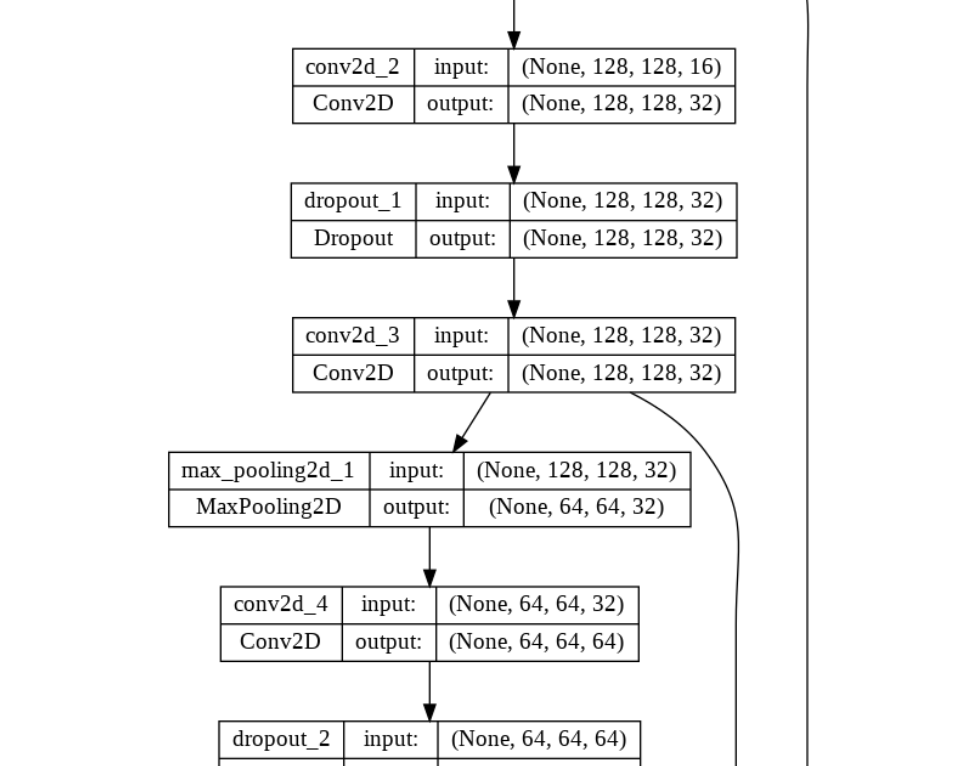 conv2d_2 input: (None, 128, 128, 16)
Conv2D output: (None, 128, 128, 32)
dropout_1 input: (None, 128, 128, 32)
Dropout output: (None, 128, 128, 32)
conv2d_3 input: (None, 128, 128, 32)
Conv2D output: (None, 128, 128, 32)
max_pooling2d_1 input: (None, 128, 128, 32)
MaxPooling2D output: (None, 64, 64, 32)
conv2d_4 input: (None, 64, 64, 32)
Conv2D output: (None, 64, 64, 64)
dropout_2 input: (None, 64, 64, 64)